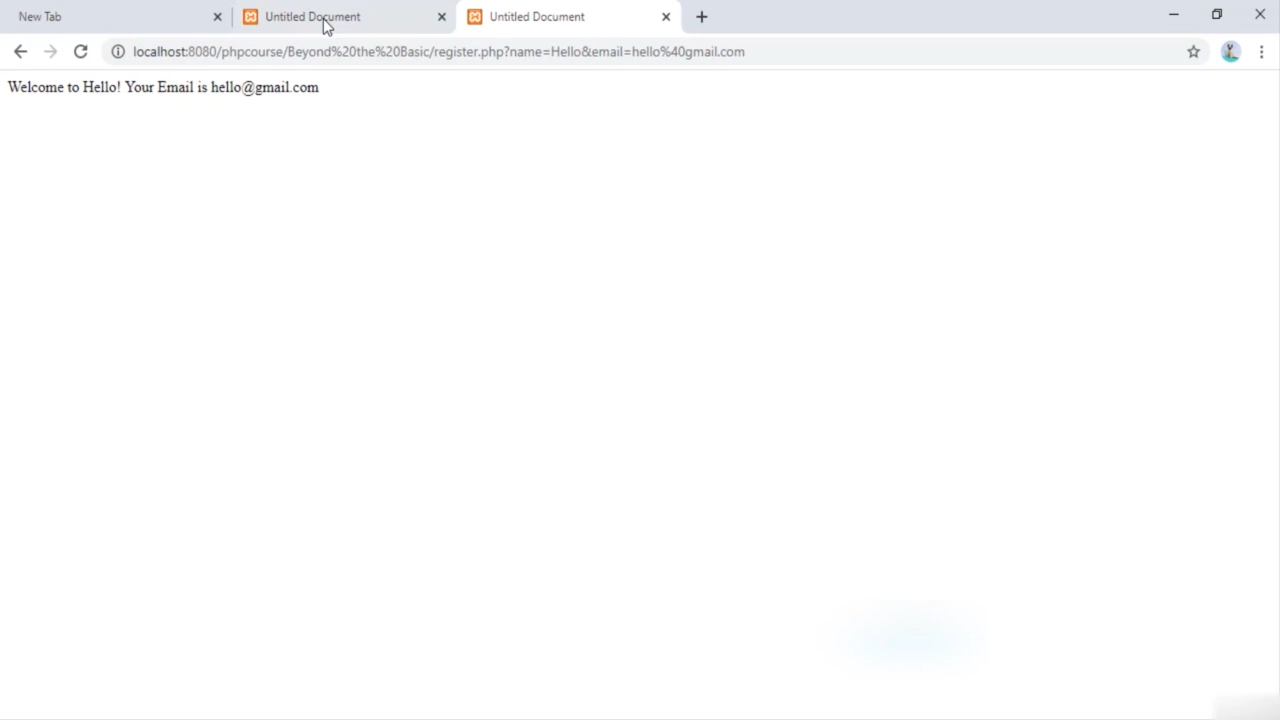 New Tab
Untitled Document
Untitled Document
localhost:8080/phpcourse/Beyond%20the%20Basic/register.php?name=Hello&email=hello%40gmail.com
Welcome to Hello! Your Email is hello@gmail.com